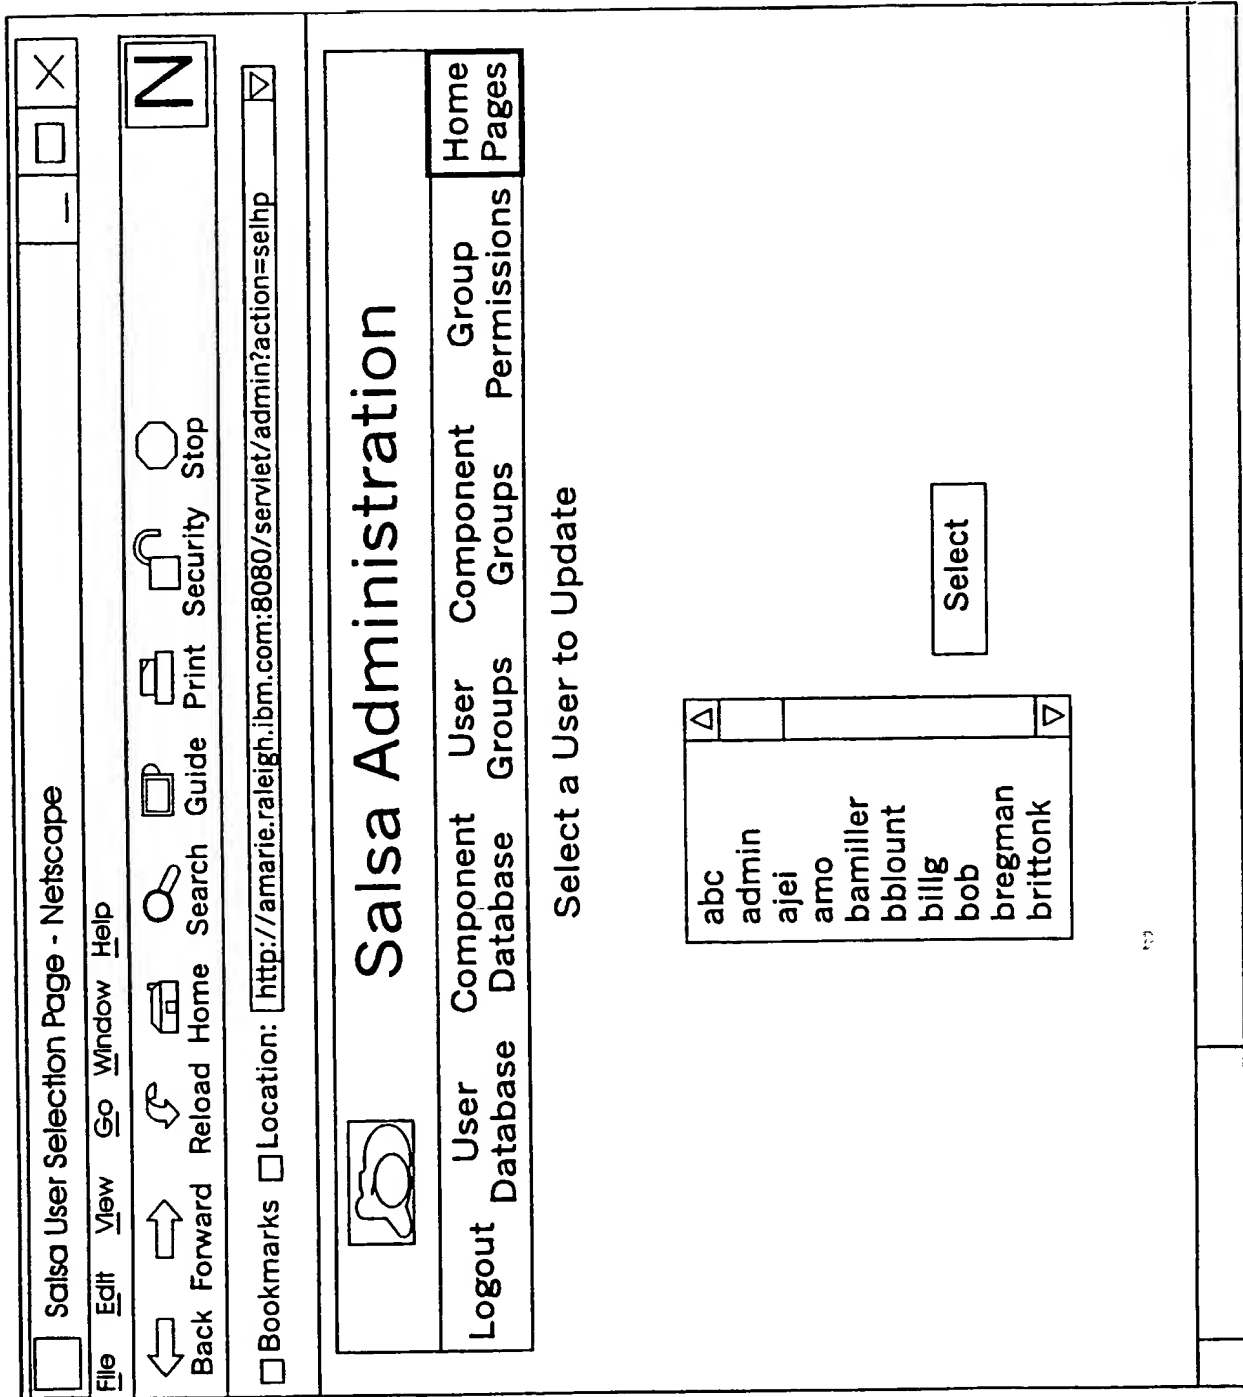 Salsa User Selection Page - Netscape
File Edit View Go Window Help
N
Back Forward Reload Home Search Guide Print Security Stop
Bookmarks Location: http://amarie.raleigh.ibm.com:8080/servlet/admin?action=selhp
Salsa Administration
Logout User Database Component Database User Groups Component Groups Group Permissions Home Pages
Select a User to Update
abc
admin
ajei
amo
bamiller
bblount
billg
bob
bregman
brittonk
Select